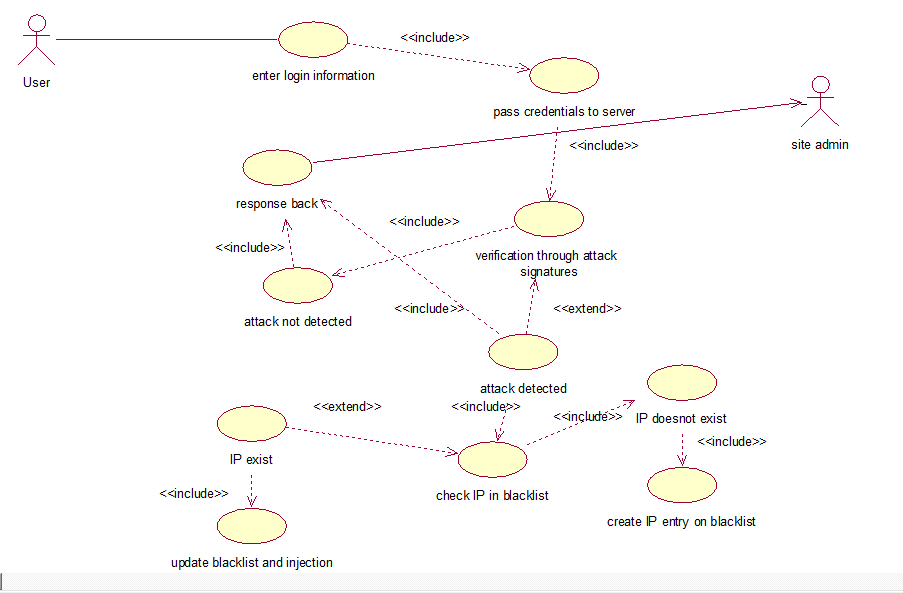 <<include>>
User
enter login information
pass credentials to server
<<include>>
site admin
response back
<<include>>
<<include>>
verification through attack
signatures
<<include>>
<<extend>>
attack not detected
attack detected
<<extend>>
<<include>>
<<include>>
IP doesnot exist
<<include>>
IP exist
<<include>>
check IP in blacklist
create IP entry on blacklist
update blacklist and injection